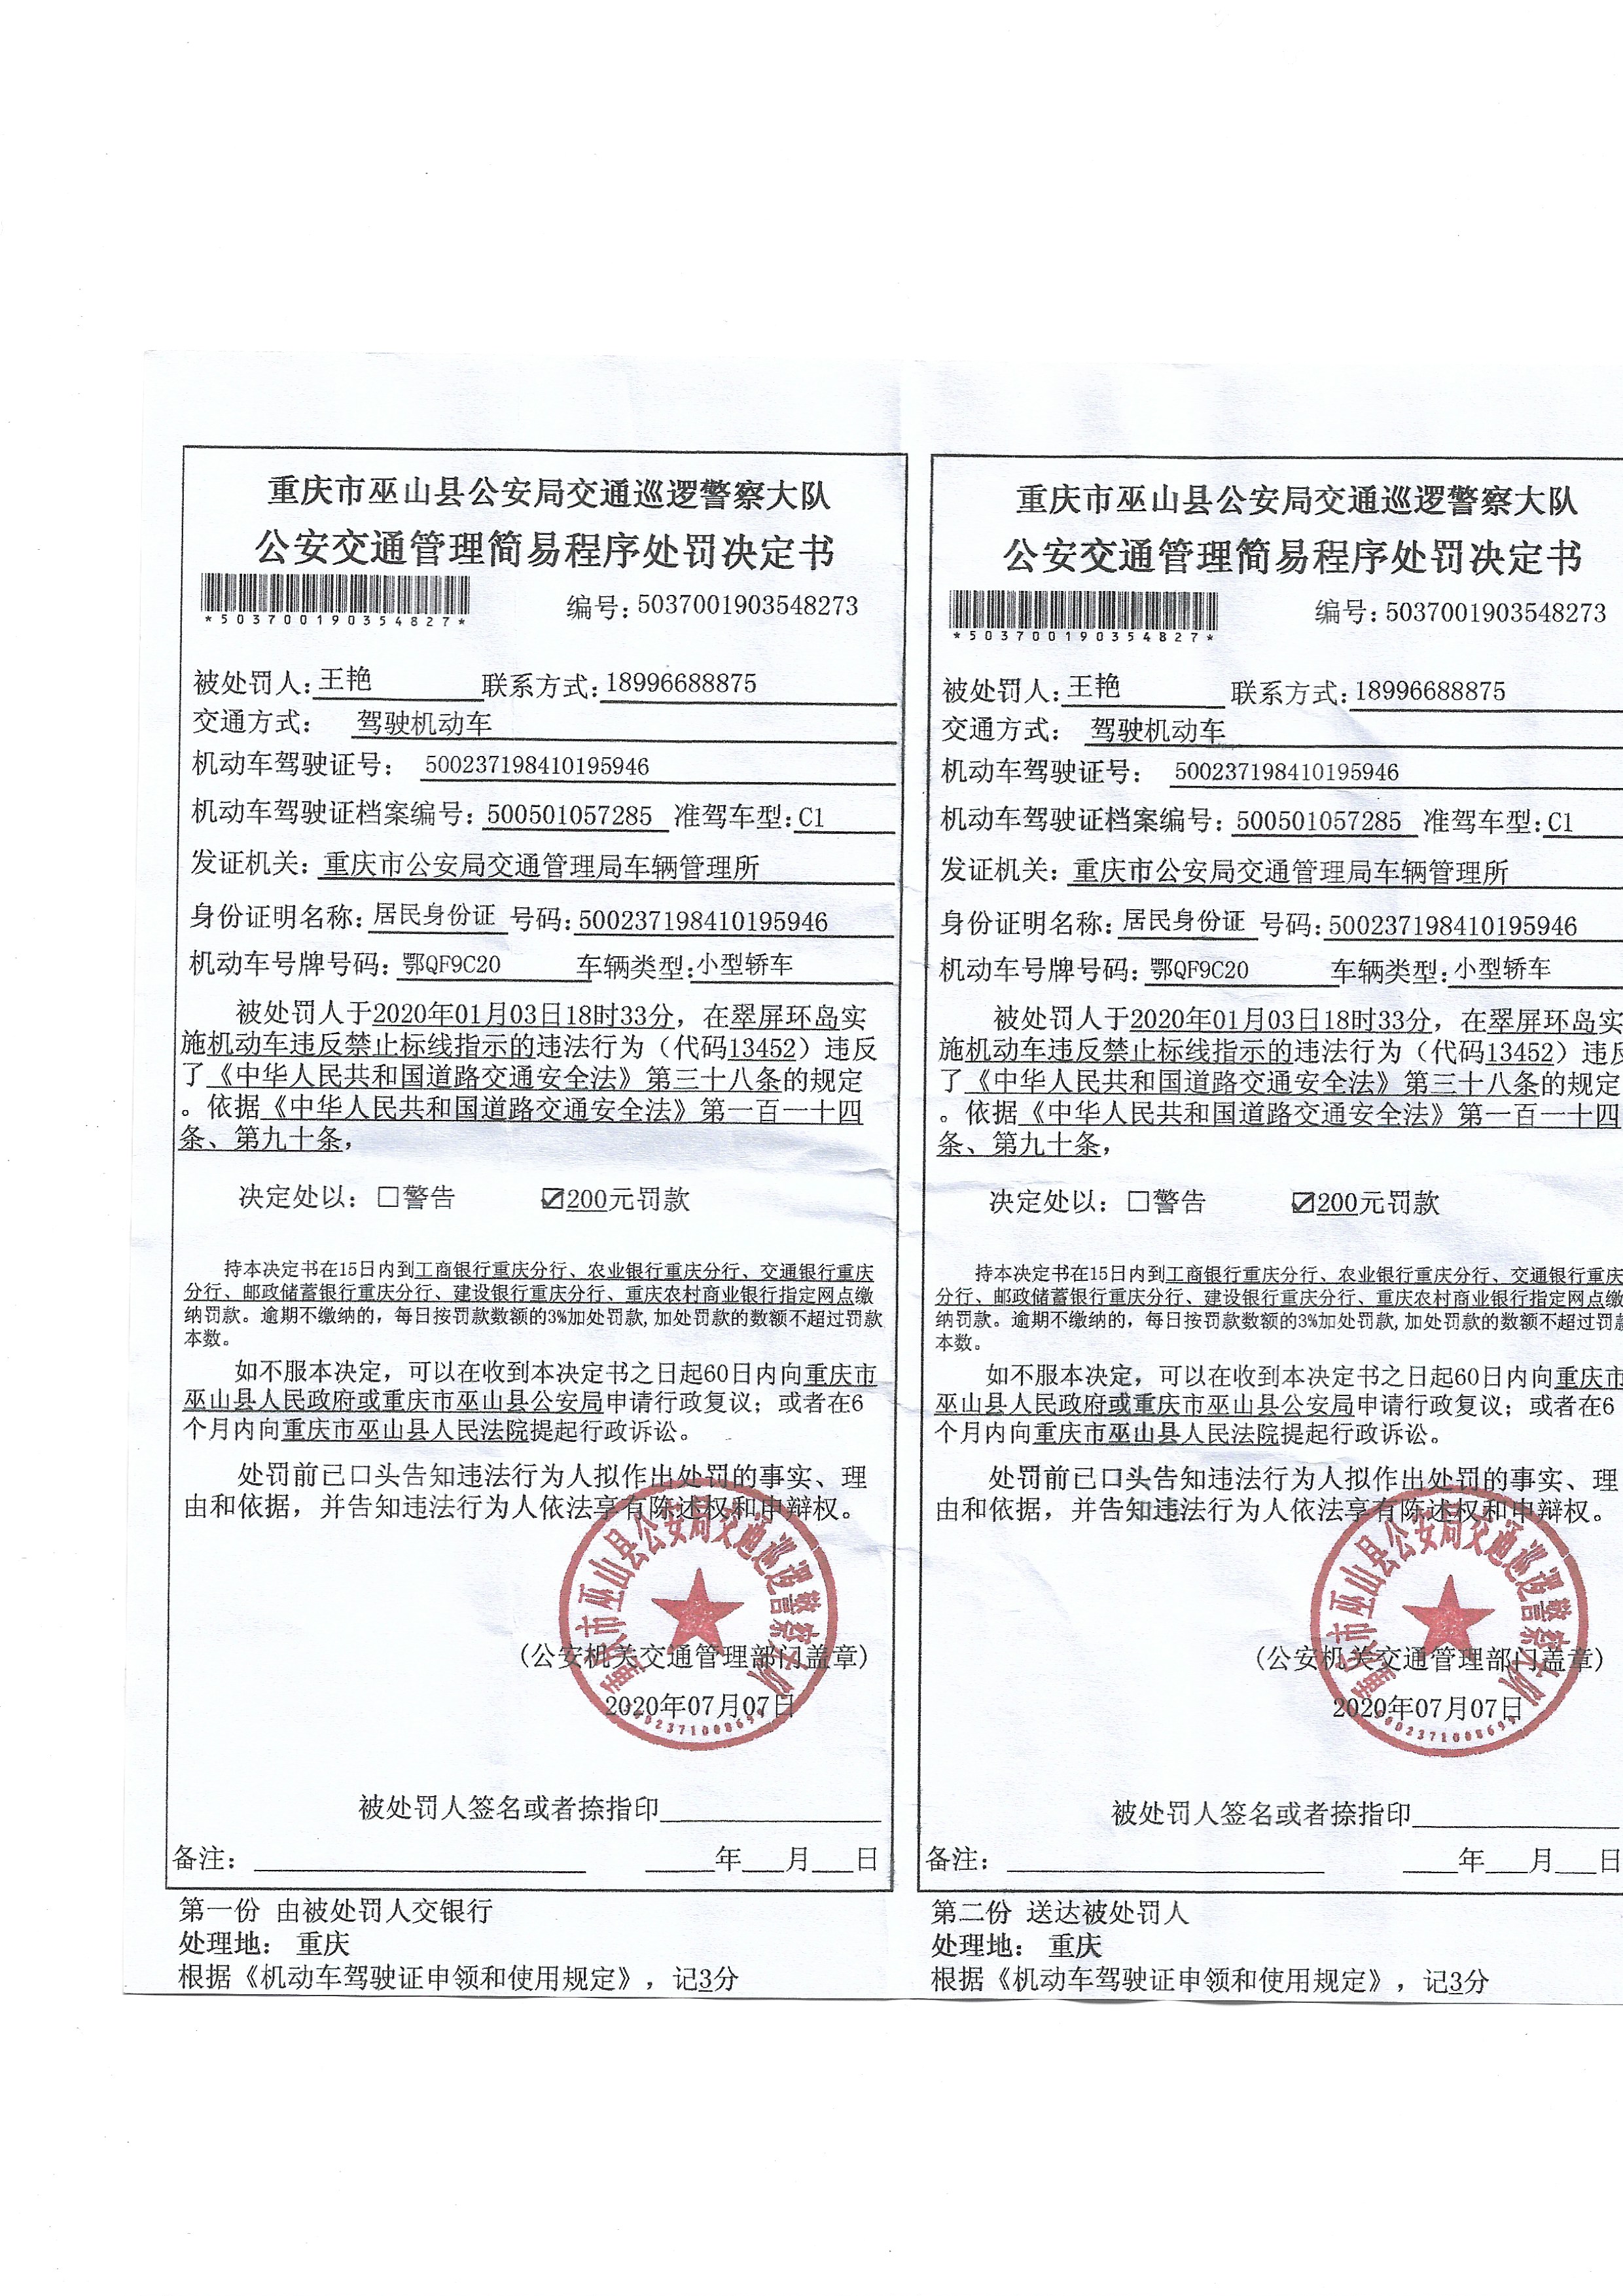 重庆市巫山县公安局交通巡逻警察大队
公安交通管理简易程序处罚决定书
*503700190354827*
编号：5037001903548273
被处罚人：王艳 联系方式：18996688875
交通方式： 驾驶机动车
机动车驾驶证号： 500237198410195946
机动车驾驶证档案编号：500501057285 准驾车型：C1
发证机关：重庆市公安局交通管理局车辆管理所
身份证明名称：居民身份证 号码：500237198410195946
机动车号牌号码：鄂QF9C20 车辆类型：小型轿车
被处罚人于2020年01月03日18时33分，在翠屏环岛实
施机动车违反禁止标线指示的违法行为（代码13452）违反
了《中华人民共和国道路交通安全法》第三十八条的规定
。依据《中华人民共和国道路交通安全法》第一百一十四
条、第九十条，
决定处以：□警告 ☑200元罚款
持本决定书在15日内到工商银行重庆分行、农业银行重庆分行、交通银行重庆
分行、邮政储蓄银行重庆分行、建设银行重庆分行、重庆农村商业银行指定网点缴
纳罚款。逾期不缴纳的，每日按罚款数额的3%加处罚款,加处罚款的数额不超过罚款
本数。
如不服本决定，可以在收到本决定书之日起60日内向重庆市
巫山县人民政府或重庆市巫山县公安局申请行政复议；或者在6
个月内向重庆市巫山县人民法院提起行政诉讼。
处罚前已口头告知违法行为人拟作出处罚的事实、理
由和依据，并告知违法行为人依法享有陈述权和申辩权。
重庆市巫山县公安局交通巡逻警察大队
(公安机关交通管理部门盖章)
2020年07月07日
被处罚人签名或者捺指印
备注： 年 月 日
第一份 由被处罚人交银行
处理地： 重庆
根据《机动车驾驶证申领和使用规定》，记3分
重庆市巫山县公安局交通巡逻警察大队
公安交通管理简易程序处罚决定书
*503700190354827*
编号：5037001903548273
被处罚人：王艳 联系方式：18996688875
交通方式： 驾驶机动车
机动车驾驶证号： 500237198410195946
机动车驾驶证档案编号：500501057285 准驾车型：C1
发证机关：重庆市公安局交通管理局车辆管理所
身份证明名称：居民身份证 号码：500237198410195946
机动车号牌号码：鄂QF9C20 车辆类型：小型轿车
被处罚人于2020年01月03日18时33分，在翠屏环岛实
施机动车违反禁止标线指示的违法行为（代码13452）违反
了《中华人民共和国道路交通安全法》第三十八条的规定
。依据《中华人民共和国道路交通安全法》第一百一十四
条、第九十条，
决定处以：□警告 ☑200元罚款
持本决定书在15日内到工商银行重庆分行、农业银行重庆分行、交通银行重庆
分行、邮政储蓄银行重庆分行、建设银行重庆分行、重庆农村商业银行指定网点缴
纳罚款。逾期不缴纳的，每日按罚款数额的3%加处罚款,加处罚款的数额不超过罚款
本数。
如不服本决定，可以在收到本决定书之日起60日内向重庆市
巫山县人民政府或重庆市巫山县公安局申请行政复议；或者在6
个月内向重庆市巫山县人民法院提起行政诉讼。
处罚前已口头告知违法行为人拟作出处罚的事实、理
由和依据，并告知违法行为人依法享有陈述权和申辩权。
重庆市巫山县公安局交通巡逻警察大队
(公安机关交通管理部门盖章)
2020年07月07日
被处罚人签名或者捺指印
备注： 年 月 日
第二份 送达被处罚人
处理地： 重庆
根据《机动车驾驶证申领和使用规定》，记3分